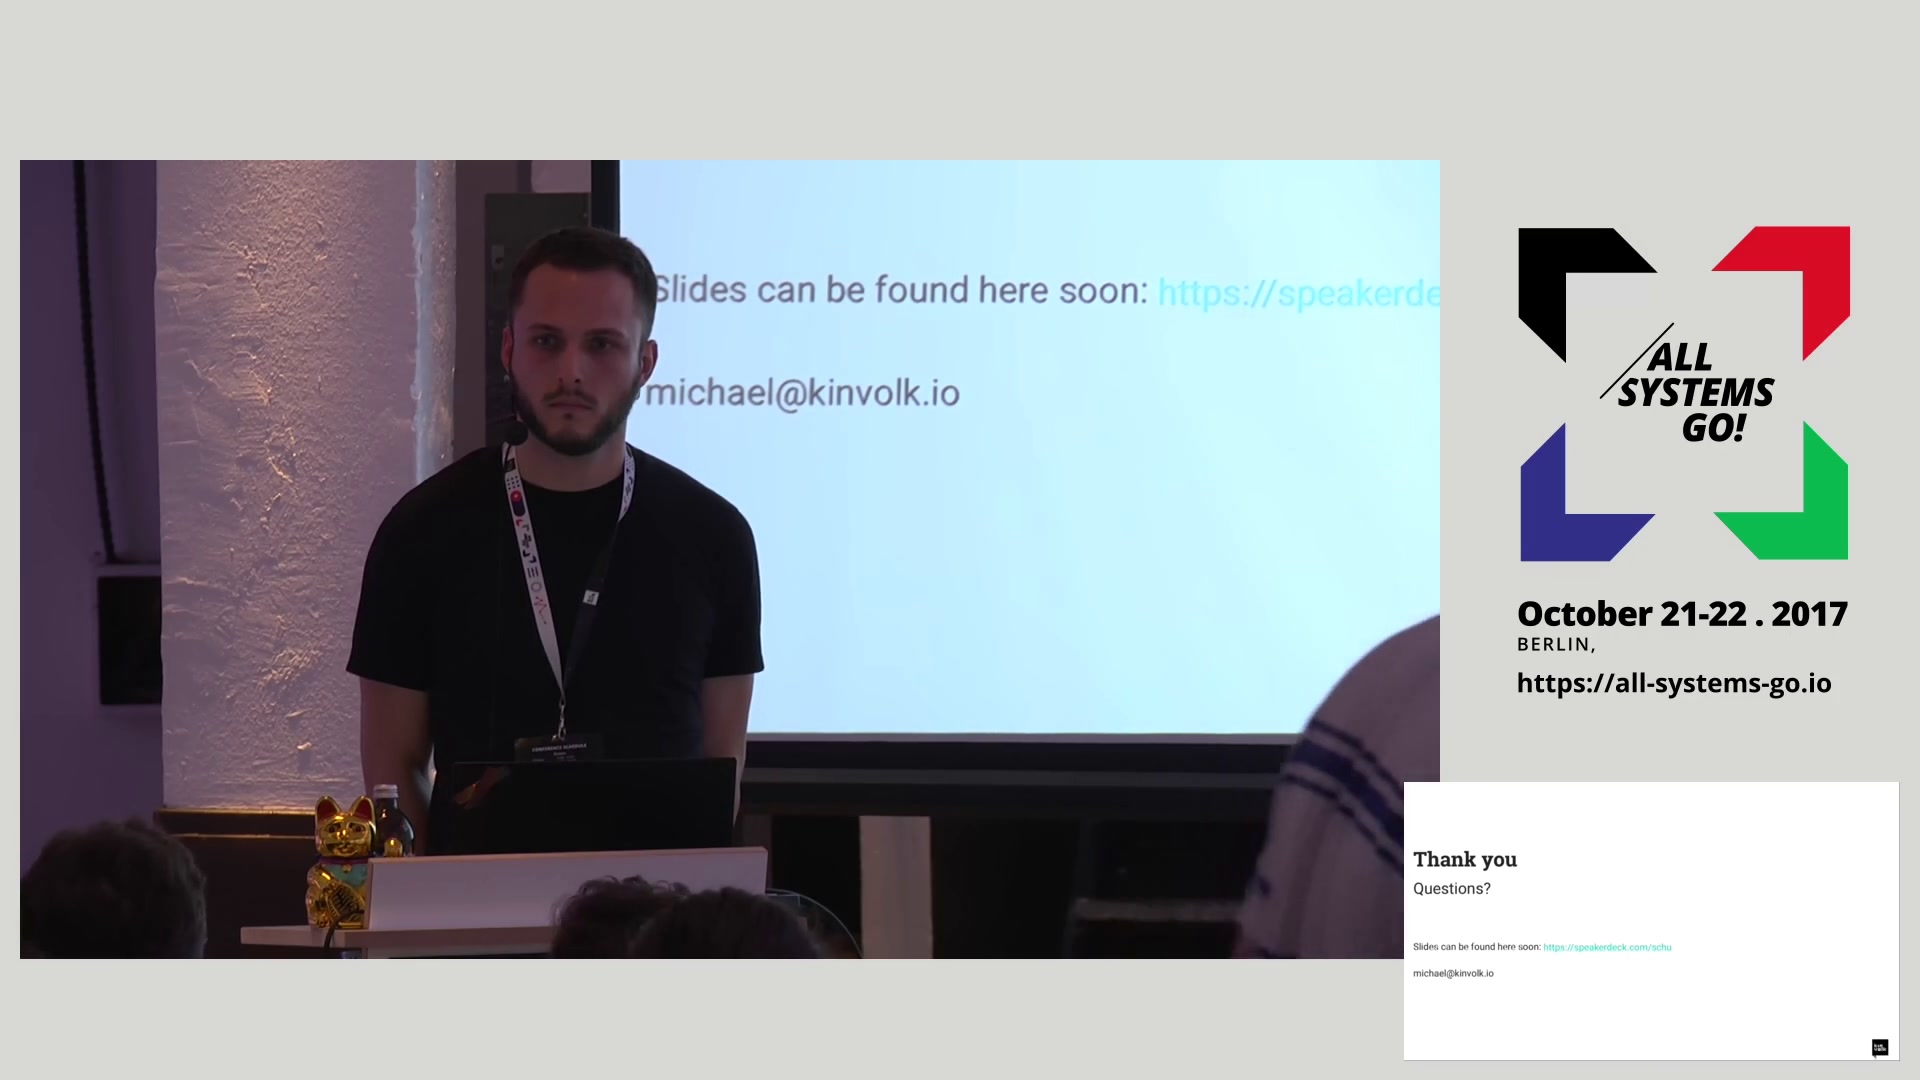 Slides can be found here soon: https://speakerde
michael@kinvolk.io
ALL
SYSTEMS
GO!
October 21-22 . 2017
BERLIN,
https://all-systems-go.io
Thank you
Questions?
Slides can be found here soon: https://speakerdeck.com/schu
michael@kinvolk.io